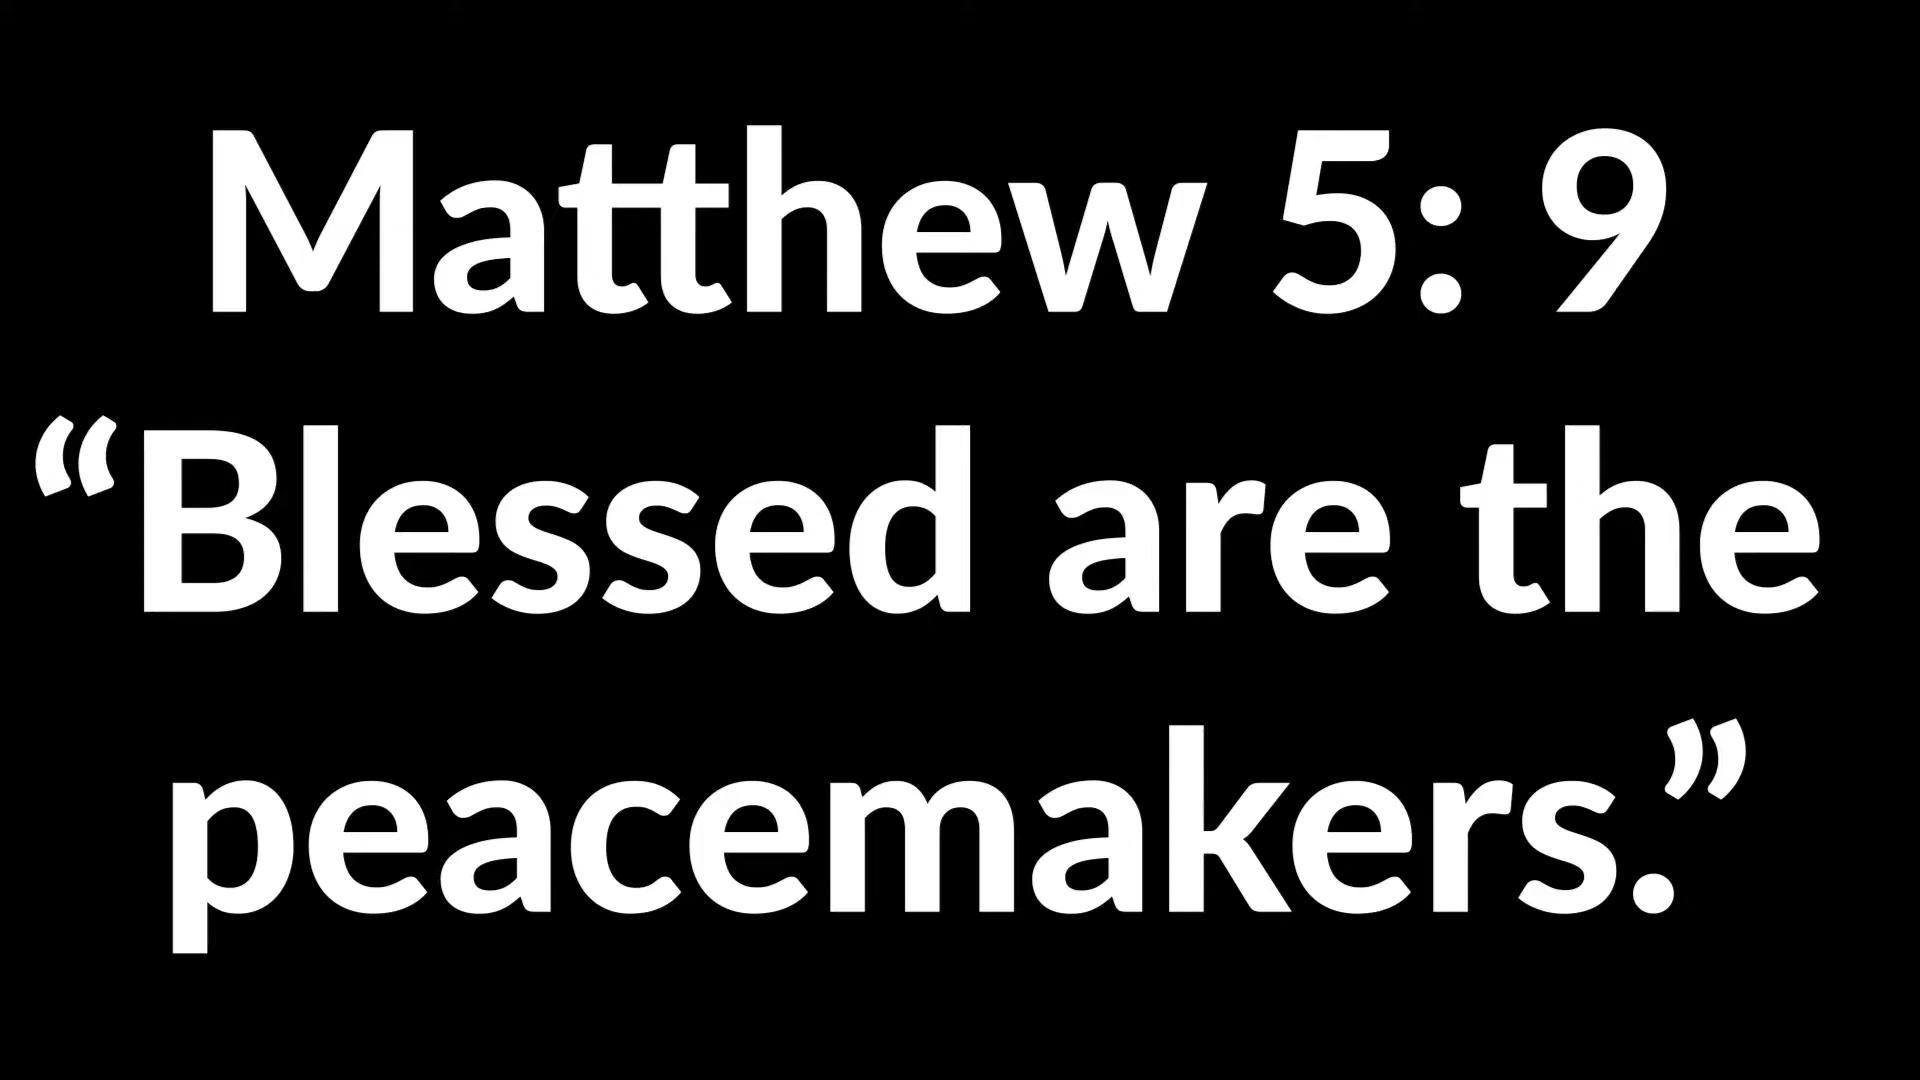 Matthew 5: 9
“Blessed are the
peacemakers.”